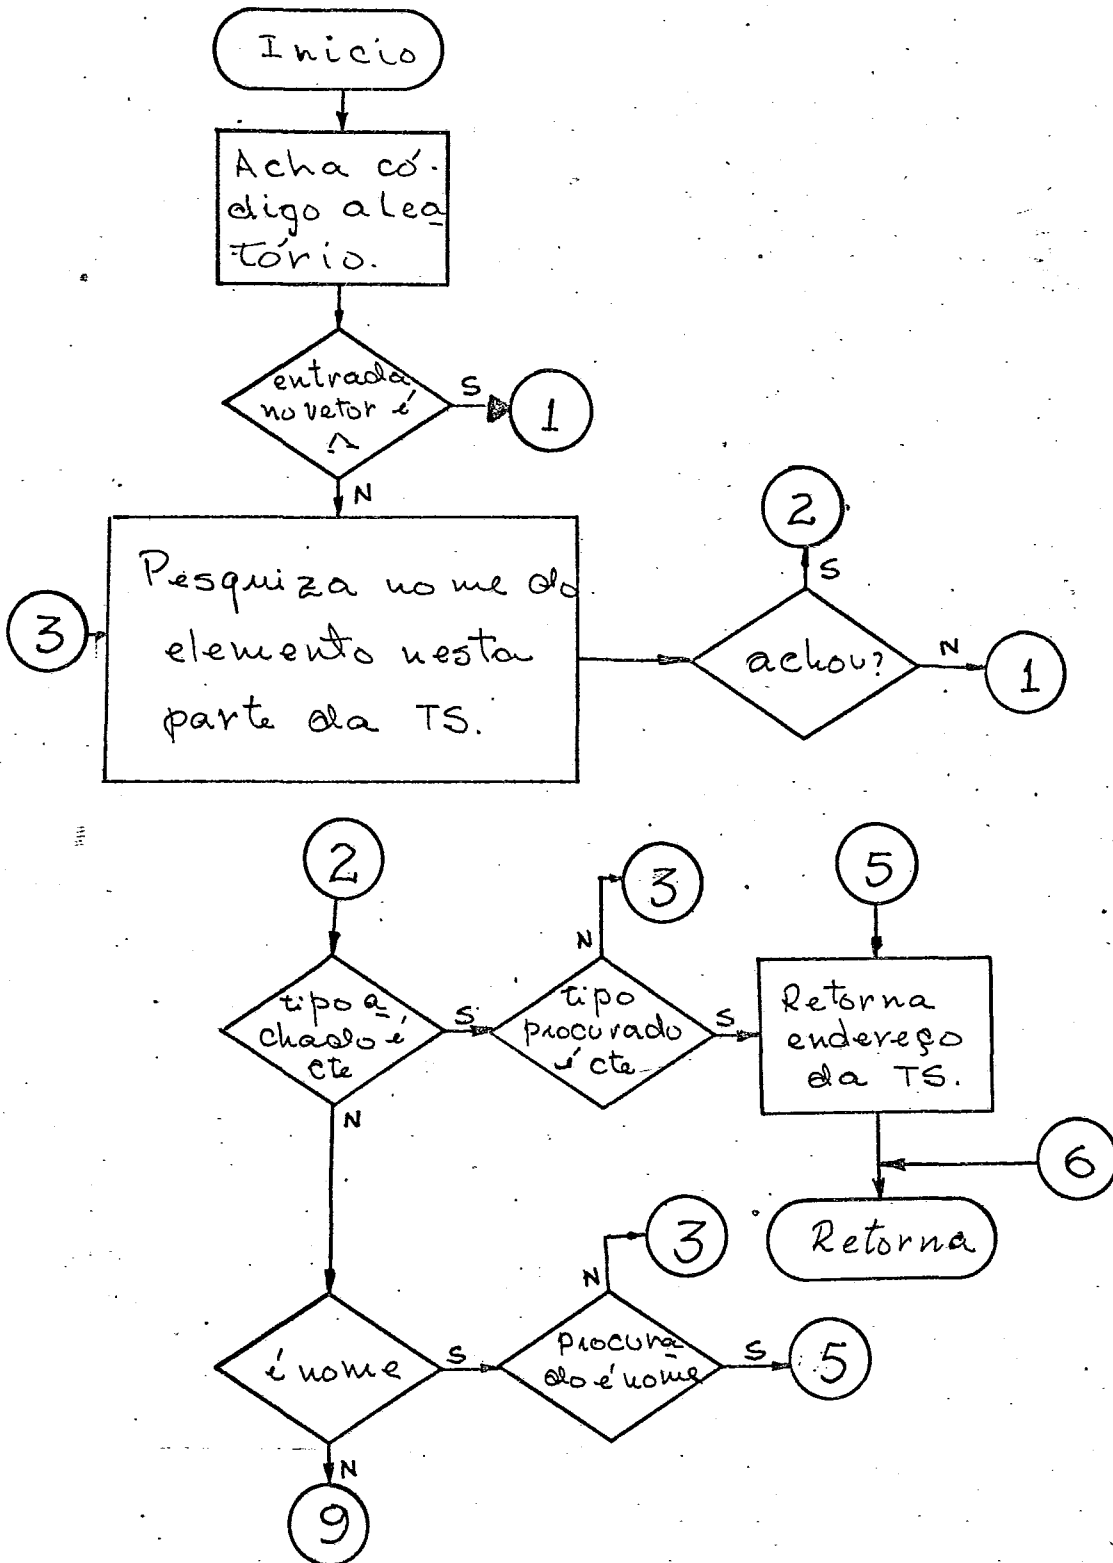 Inicio
Acha có-
digo alea
tório.
entrada
no vetor é
Λ
S
1
N
3
Pesquiza nome do
elemento nesta
parte da TS.
achou?
S
2
N
1
2
tipo a
chado é
cte
S
tipo
procurado
é cte
N
3
S
5
Retorna
endereço
da TS.
6
Retorna
N
é nome
S
procura
do é nome
N
3
S
5
N
9